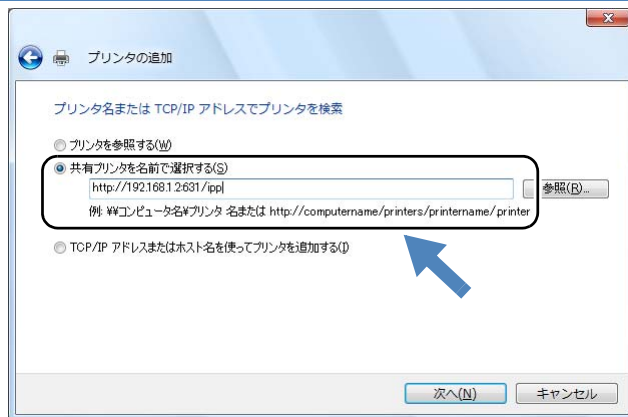 プリンタの追加
プリンタ名または TCP/IP アドレスでプリンタを検索
プリンタを参照する(W)
共有プリンタを名前で選択する(S)
http://192.168.1.2:631/ipp
参照(R)...
例: ¥¥コンピュータ名¥プリンタ 名または http://computername/printers/printername/printer
TCP/IP アドレスまたはホスト名を使ってプリンタを追加する(I)
次へ(N)
キャンセル